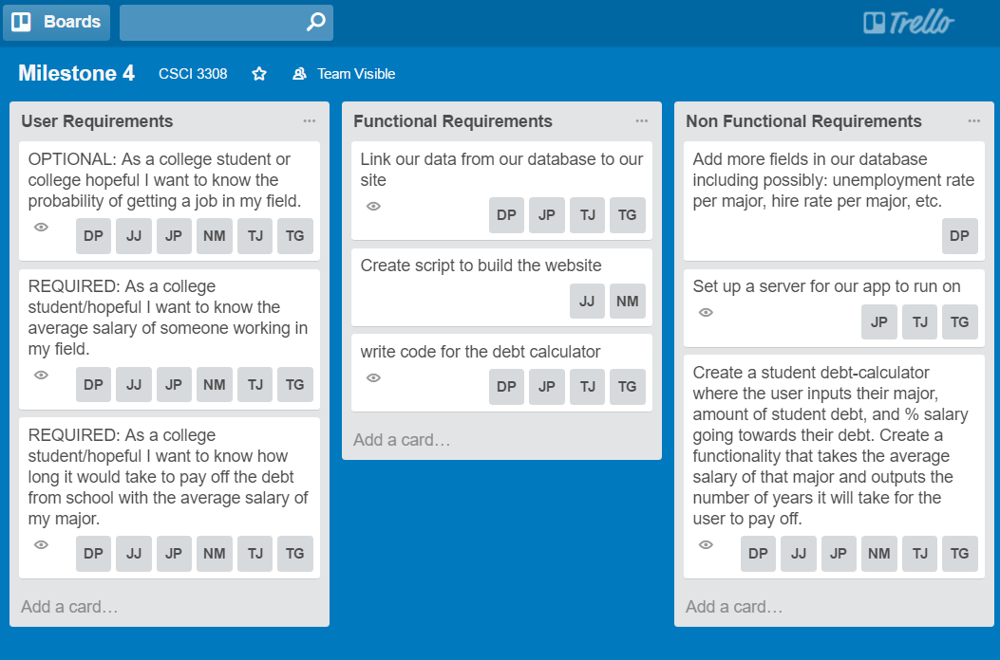 Boards
Trello
Milestone 4 CSCI 3308 Team Visible
User Requirements
OPTIONAL: As a college student or
college hopeful I want to know the
probability of getting a job in my field.
DP JJ JP NM TJ TG
REQUIRED: As a college
student/hopeful I want to know the
average salary of someone working in
my field.
DP JJ JP NM TJ TG
REQUIRED: As a college
student/hopeful I want to know how
long it would take to pay off the debt
from school with the average salary of
my major.
DP JJ JP NM TJ TG
Add a card…
Functional Requirements
Link our data from our database to our
site
DP JP TJ TG
Create script to build the website
JJ NM
write code for the debt calculator
DP JP TJ TG
Add a card…
Non Functional Requirements
Add more fields in our database
including possibly: unemployment rate
per major, hire rate per major, etc.
DP
Set up a server for our app to run on
JP TJ TG
Create a student debt-calculator
where the user inputs their major,
amount of student debt, and % salary
going towards their debt. Create a
functionality that takes the average
salary of that major and outputs the
number of years it will take for the
user to pay off.
DP JJ JP NM TJ TG
Add a card…